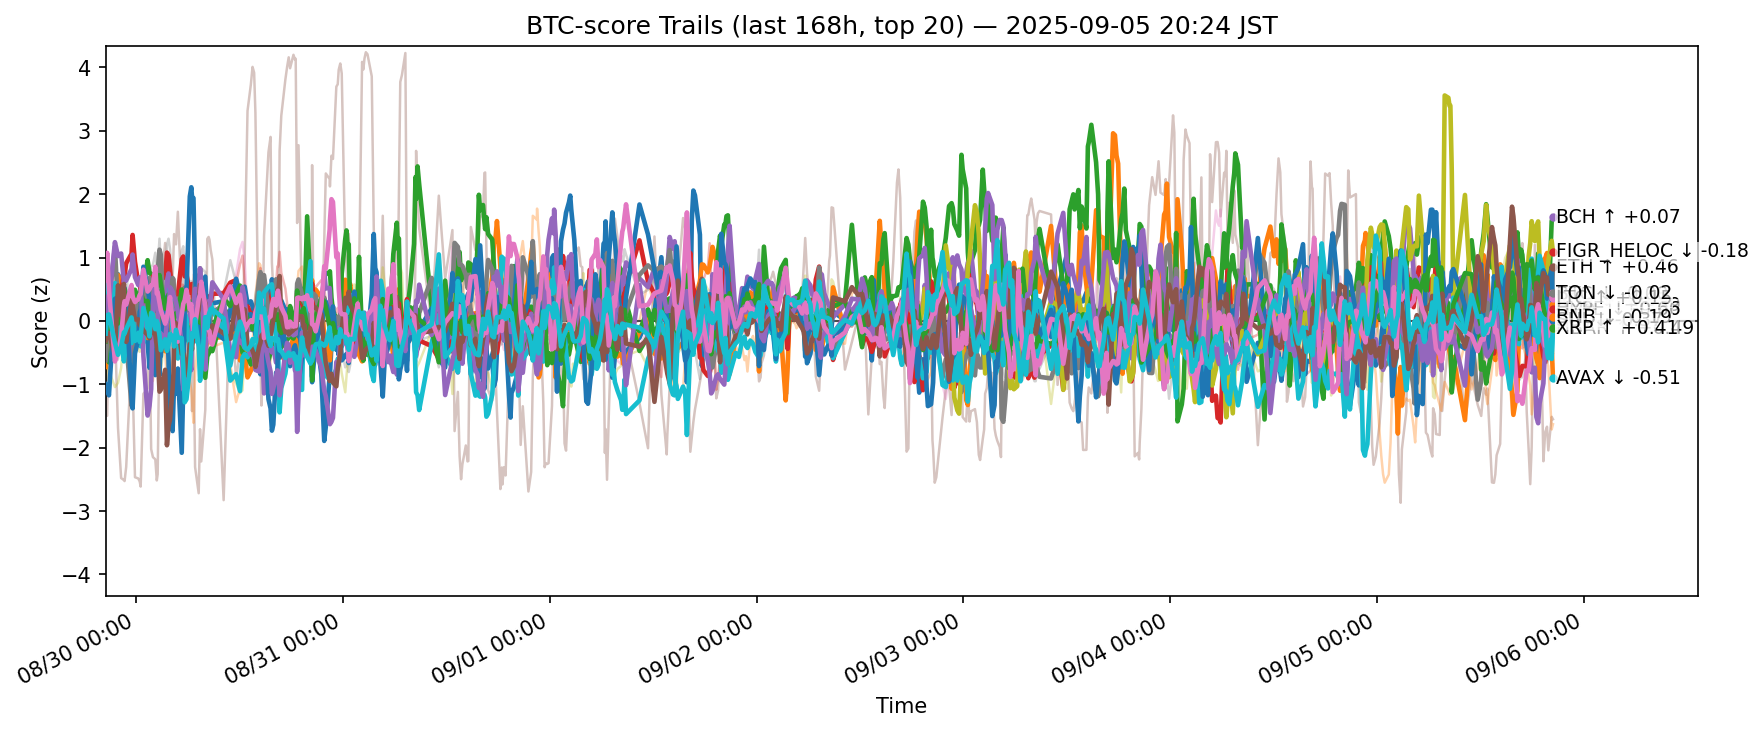 BTC-score Trails (last 168h, top 20) — 2025-09-05 20:24 JST
Score (z)
4
3
2
1
0
−1
−2
−3
−4
BCH ↑ +0.07
FIGR_HELOC ↓ -0.18
ETH ↑ +0.46
TON ↓ -0.02
BNB ↓ -0.19
XRP ↑ +0.41
AVAX ↓ -0.51
08/30 00:00
08/31 00:00
09/01 00:00
09/02 00:00
09/03 00:00
09/04 00:00
09/05 00:00
09/06 00:00
Time